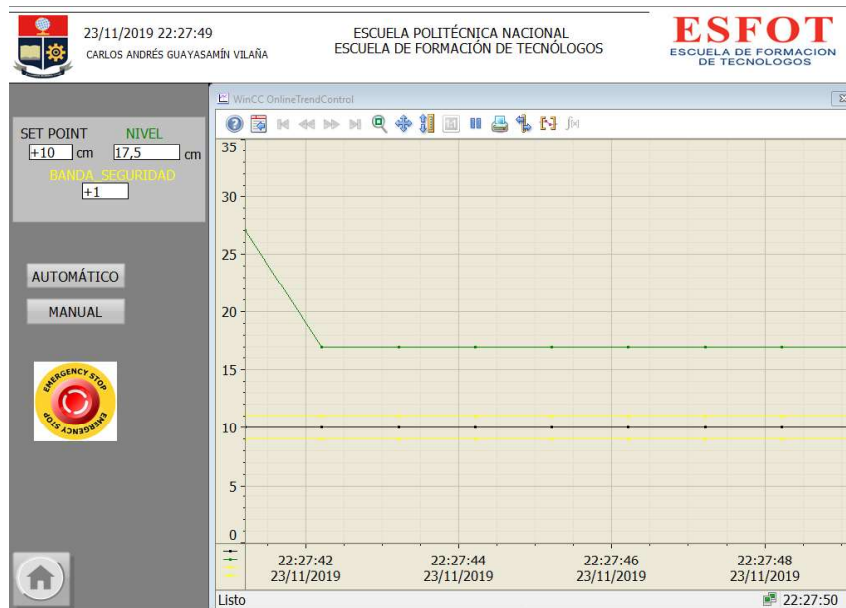 23/11/2019 22:27:49
CARLOS ANDRÉS GUAYASAMÍN VILAÑA
ESCUELA POLITÉCNICA NACIONAL
ESCUELA DE FORMACIÓN DE TECNÓLOGOS
ESFOT
ESCUELA DE FORMACION
DE TECNOLOGOS
WinCC OnlineTrendControl
SET POINT NIVEL
+10 cm 17,5 cm
BANDA_SEGURIDAD
+1
AUTOMÁTICO
MANUAL
EMERGENCY STOP
EMERGENCY STOP
35
30
25
20
15
10
5
0
22:27:42 22:27:44 22:27:46 22:27:48
23/11/2019 23/11/2019 23/11/2019 23/11/2019
Listo 22:27:50